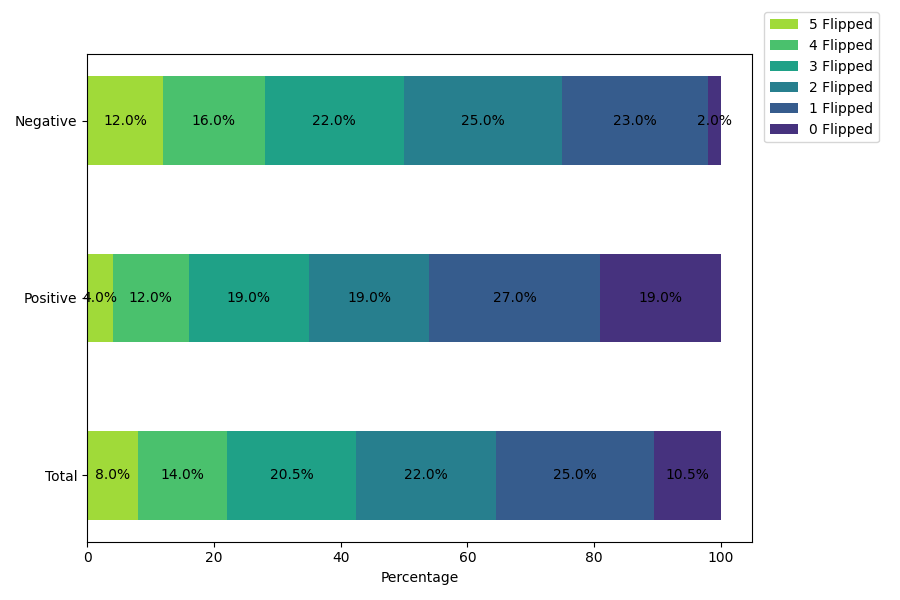 5 Flipped
4 Flipped
3 Flipped
2 Flipped
1 Flipped
0 Flipped
Negative 12.0% 16.0% 22.0% 25.0% 23.0% 2.0%
Positive 4.0% 12.0% 19.0% 19.0% 27.0% 19.0%
Total 8.0% 14.0% 20.5% 22.0% 25.0% 10.5%
0 20 40 60 80 100
Percentage